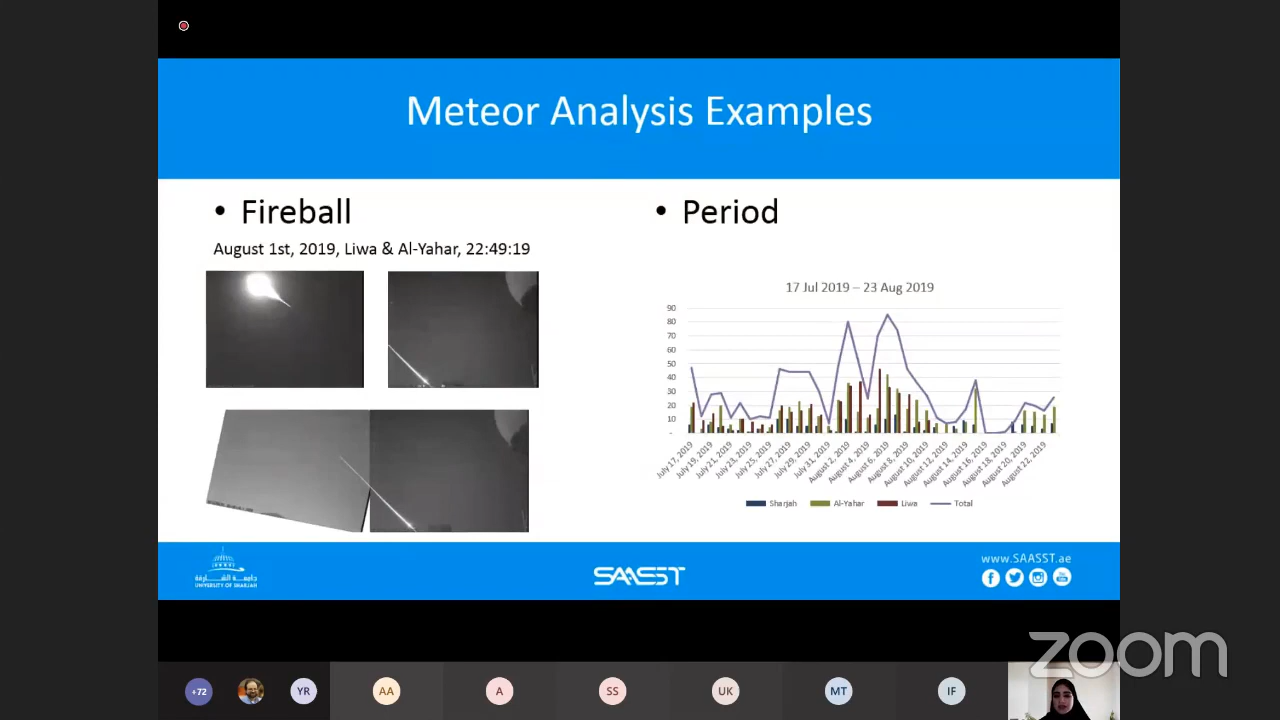 Meteor Analysis Examples
• Fireball
August 1st, 2019, Liwa & Al-Yahar, 22:49:19
• Period
17 Jul 2019 – 23 Aug 2019
90
80
70
60
50
40
30
20
10
-
July 17, 2019
July 19, 2019
July 21, 2019
July 23, 2019
July 25, 2019
July 27, 2019
July 29, 2019
July 31, 2019
August 2, 2019
August 4, 2019
August 6, 2019
August 8, 2019
August 10, 2019
August 12, 2019
August 14, 2019
August 16, 2019
August 18, 2019
August 20, 2019
August 22, 2019
Sharjah Al-Yahar Liwa Total
جامعة الشارقة
UNIVERSITY OF SHARJAH
SAASST
www.SAASST.ae
zoom
+72 YR AA A SS UK MT IF